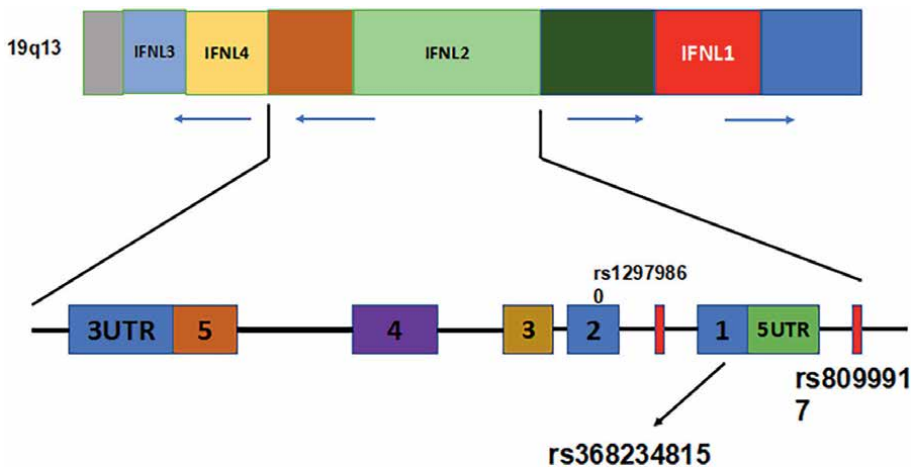 19q13
IFNL3
IFNL4
IFNL2
IFNL1
rs1297986
0
3UTR
5
4
3
2
1
5UTR
rs809991
7
rs368234815